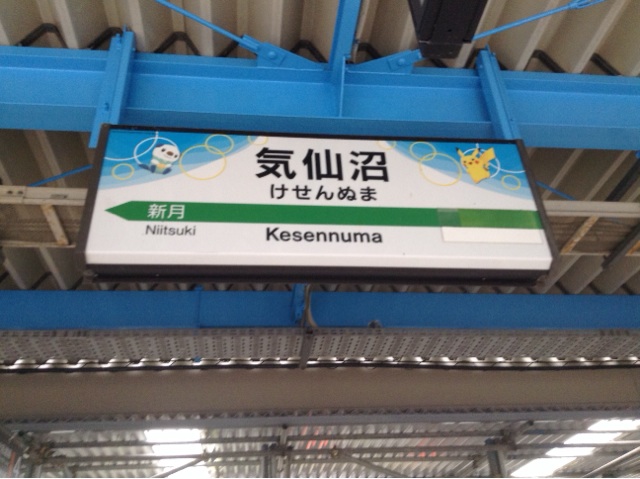 気仙沼
けせんぬま
新月
Niitsuki
Kesennuma